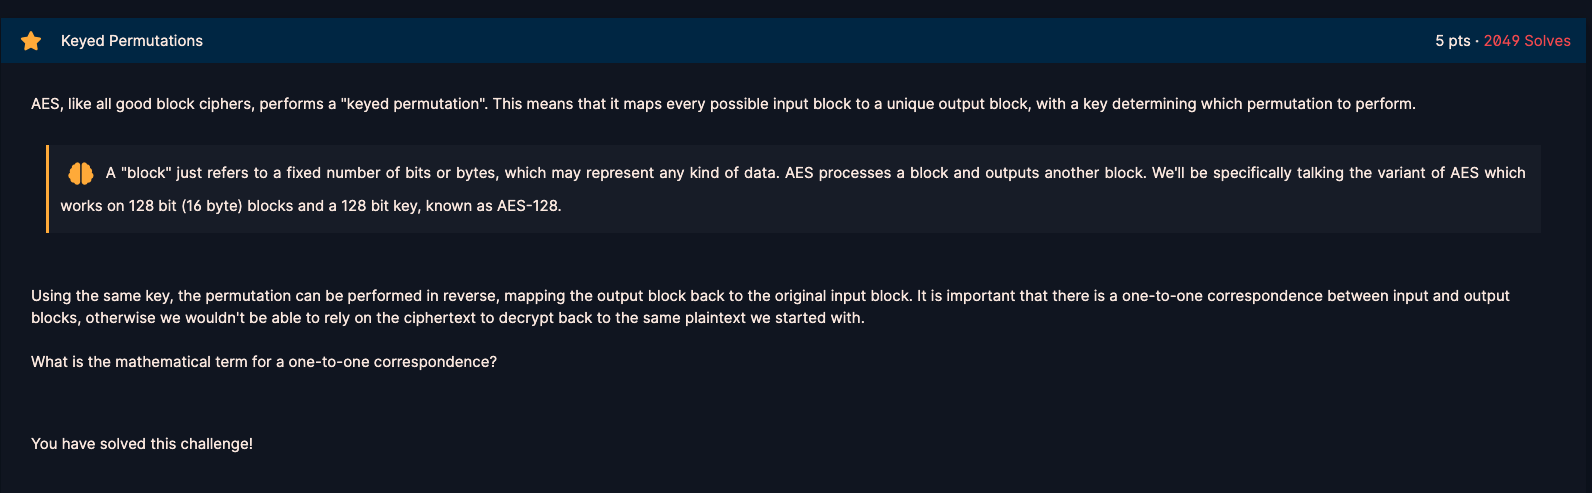 Keyed Permutations
5 pts · 2049 Solves
AES, like all good block ciphers, performs a "keyed permutation". This means that it maps every possible input block to a unique output block, with a key determining which permutation to perform.
A "block" just refers to a fixed number of bits or bytes, which may represent any kind of data. AES processes a block and outputs another block. We'll be specifically talking the variant of AES which
works on 128 bit (16 byte) blocks and a 128 bit key, known as AES-128.
Using the same key, the permutation can be performed in reverse, mapping the output block back to the original input block. It is important that there is a one-to-one correspondence between input and output
blocks, otherwise we wouldn't be able to rely on the ciphertext to decrypt back to the same plaintext we started with.
What is the mathematical term for a one-to-one correspondence?
You have solved this challenge!